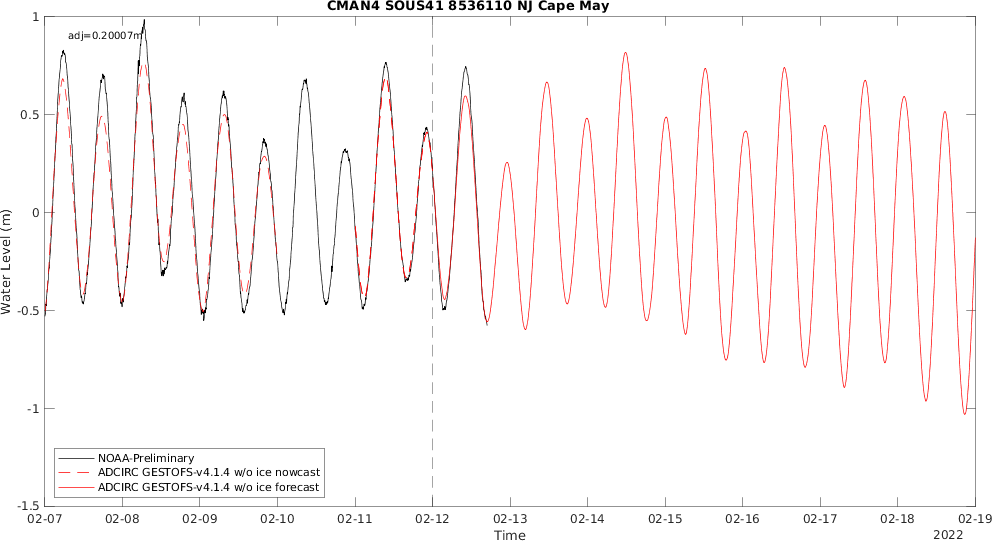 CMAN4 SOUS41 8536110 NJ Cape May
adj=0.20007m
1
0.5
0
-0.5
-1
-1.5
Water Level (m)
NOAA-Preliminary
ADCIRC GESTOFS-v4.1.4 w/o ice nowcast
ADCIRC GESTOFS-v4.1.4 w/o ice forecast
02-07 02-08 02-09 02-10 02-11 02-12 02-13 02-14 02-15 02-16 02-17 02-18 02-19
Time
2022